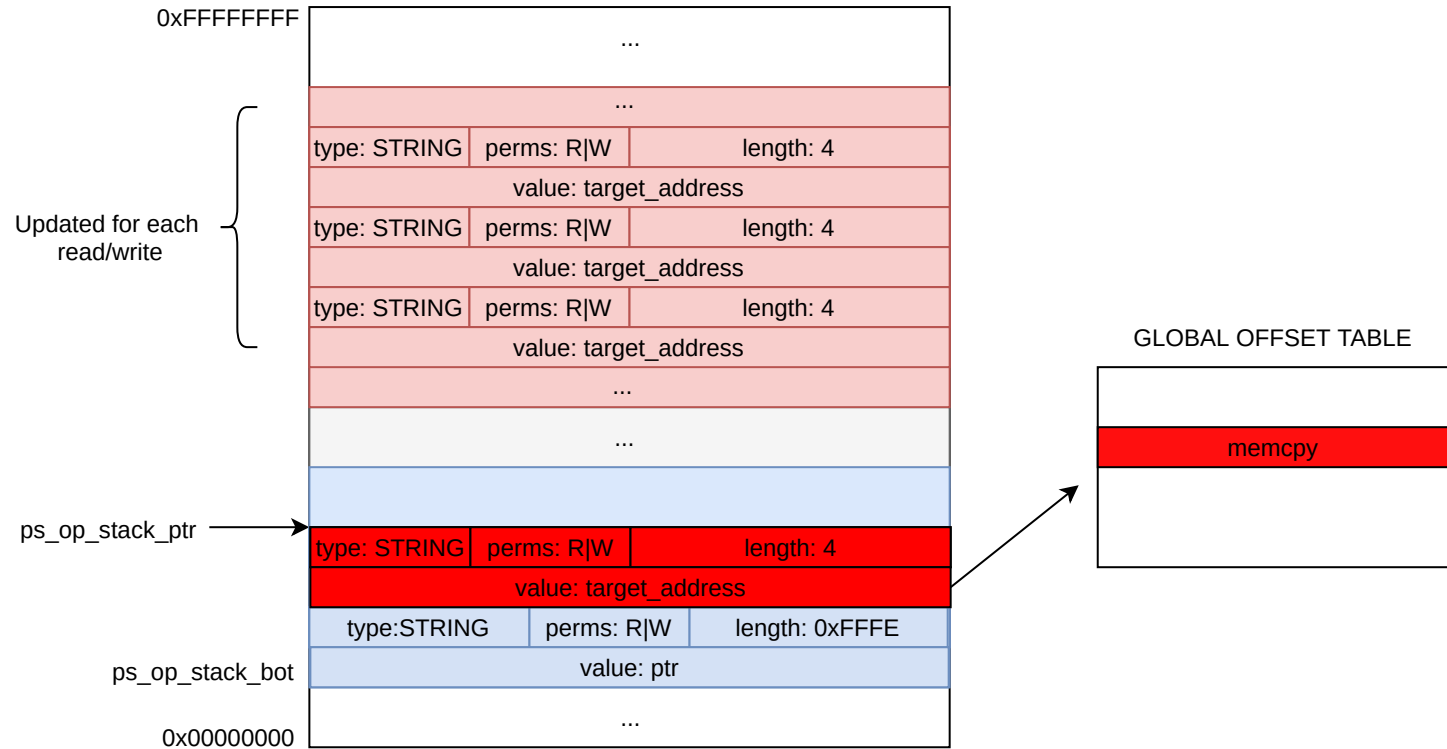 0xFFFFFFFF
...
...
type: STRING perms: R|W length: 4
value: target_address
type: STRING perms: R|W length: 4
Updated for each
read/write
value: target_address
type: STRING perms: R|W length: 4
value: target_address
GLOBAL OFFSET TABLE
...
...
memcpy
ps_op_stack_ptr
type: STRING perms: R|W length: 4
value: target_address
type:STRING perms: R|W length: 0xFFFE
ps_op_stack_bot
value: ptr
...
0x00000000